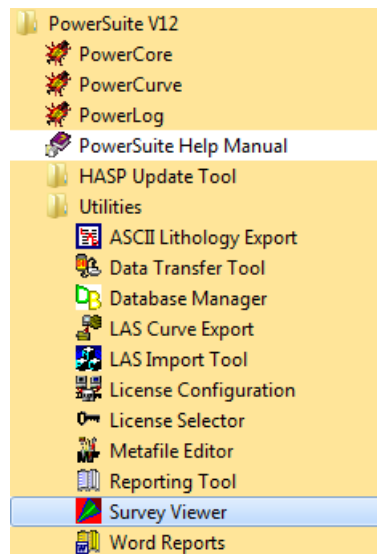 PowerSuite V12
PowerCore
PowerCurve
PowerLog
PowerSuite Help Manual
HASP Update Tool
Utilities
ASCII Lithology Export
Data Transfer Tool
Database Manager
LAS Curve Export
LAS Import Tool
License Configuration
License Selector
Metafile Editor
Reporting Tool
Survey Viewer
Word Reports